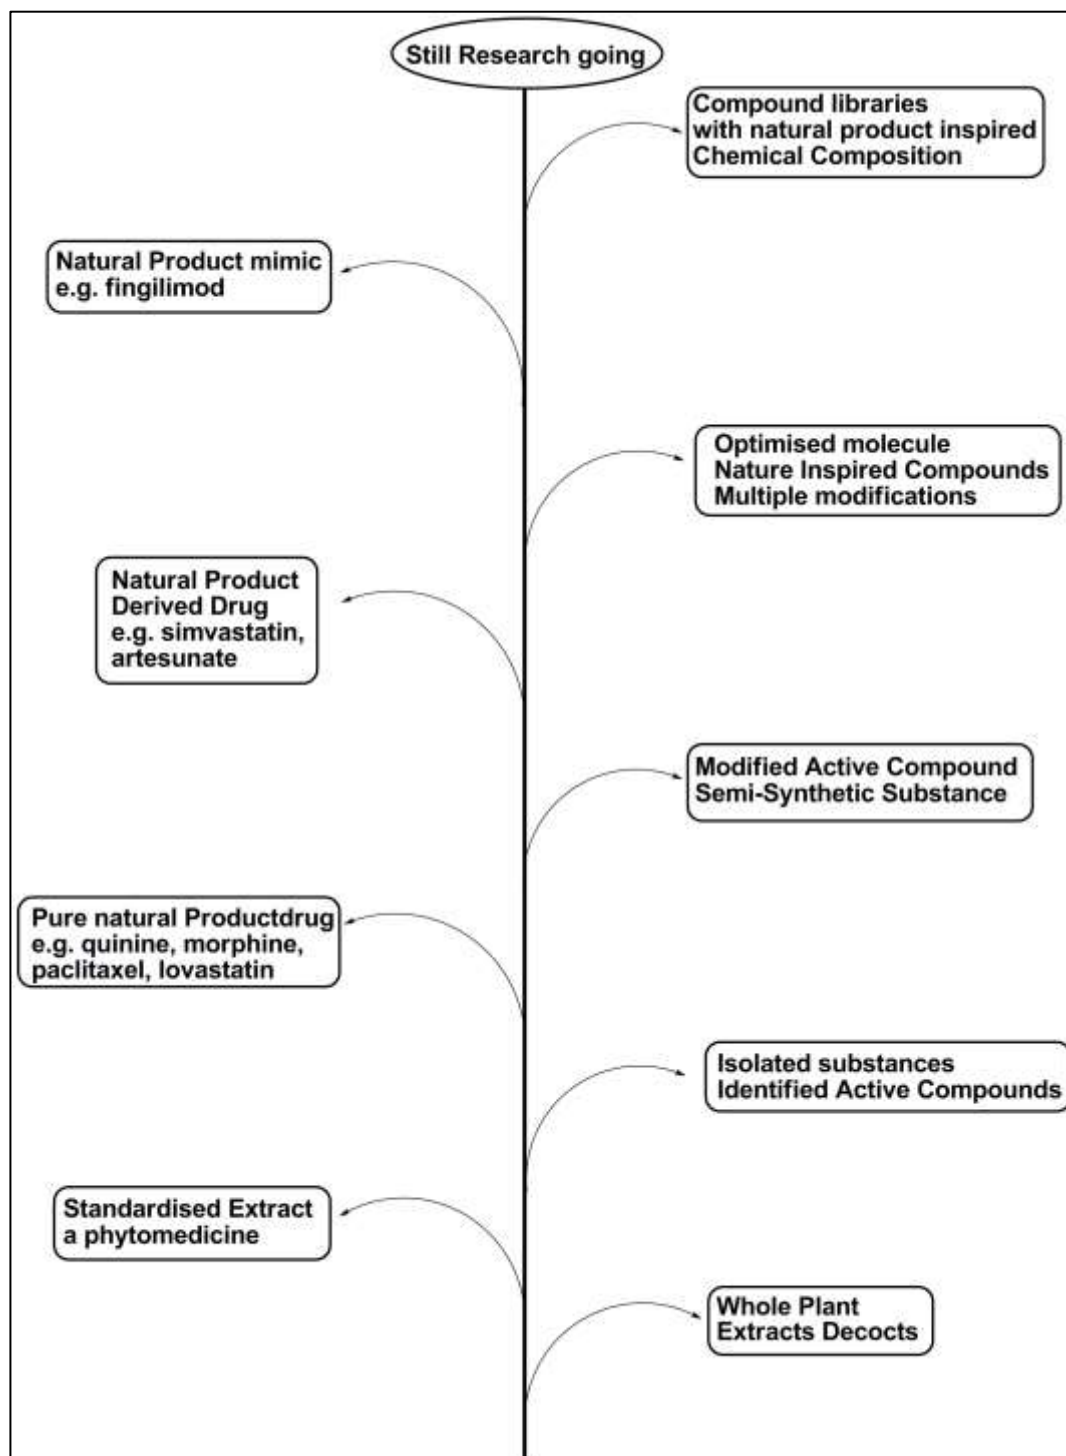 Still Research going
Compound libraries
with natural product inspired
Chemical Composition
Natural Product mimic
e.g. fingilimod
Optimised molecule
Nature Inspired Compounds
Multiple modifications
Natural Product
Derived Drug
e.g. simvastatin,
artesunate
Modified Active Compound
Semi-Synthetic Substance
Pure natural Productdrug
e.g. quinine, morphine,
paclitaxel, lovastatin
Isolated substances
Identified Active Compounds
Standardised Extract
a phytomedicine
Whole Plant
Extracts Decocts